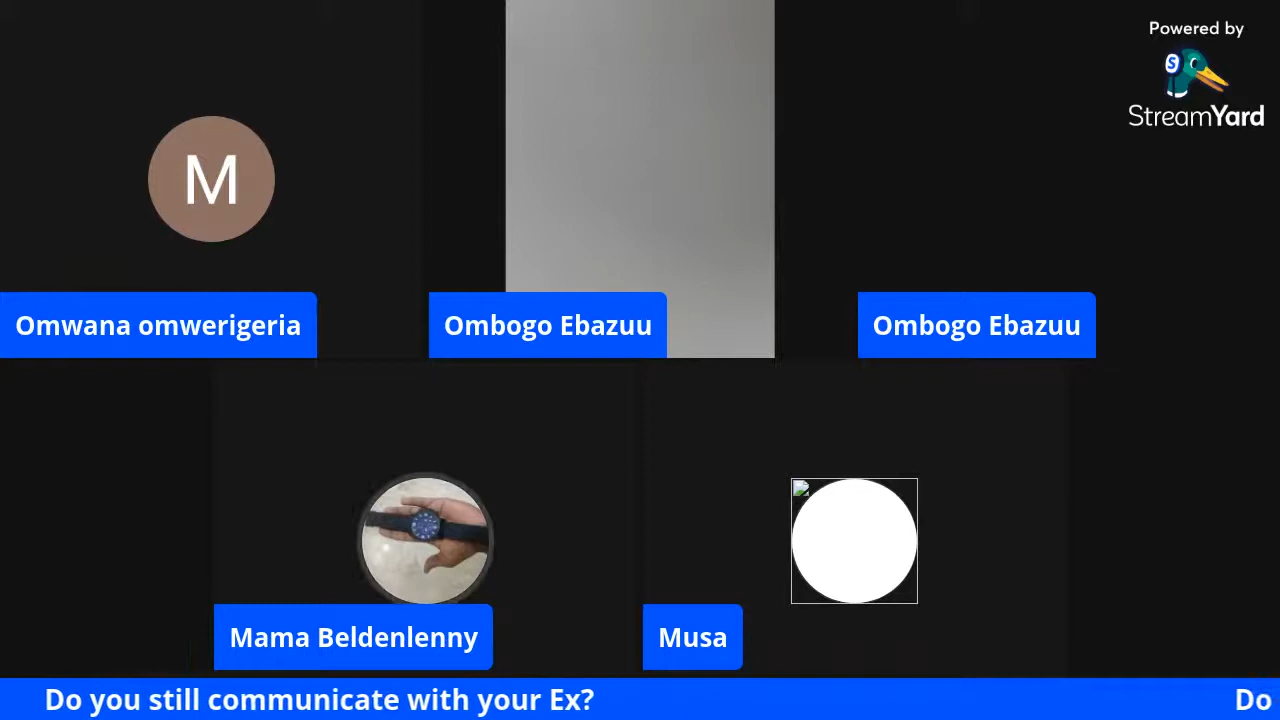 Powered by
S
StreamYard
M
Omwana omwerigeria
Ombogo Ebazuu
Ombogo Ebazuu
Mama Beldenlenny
Musa
Do you still communicate with your Ex?
Do